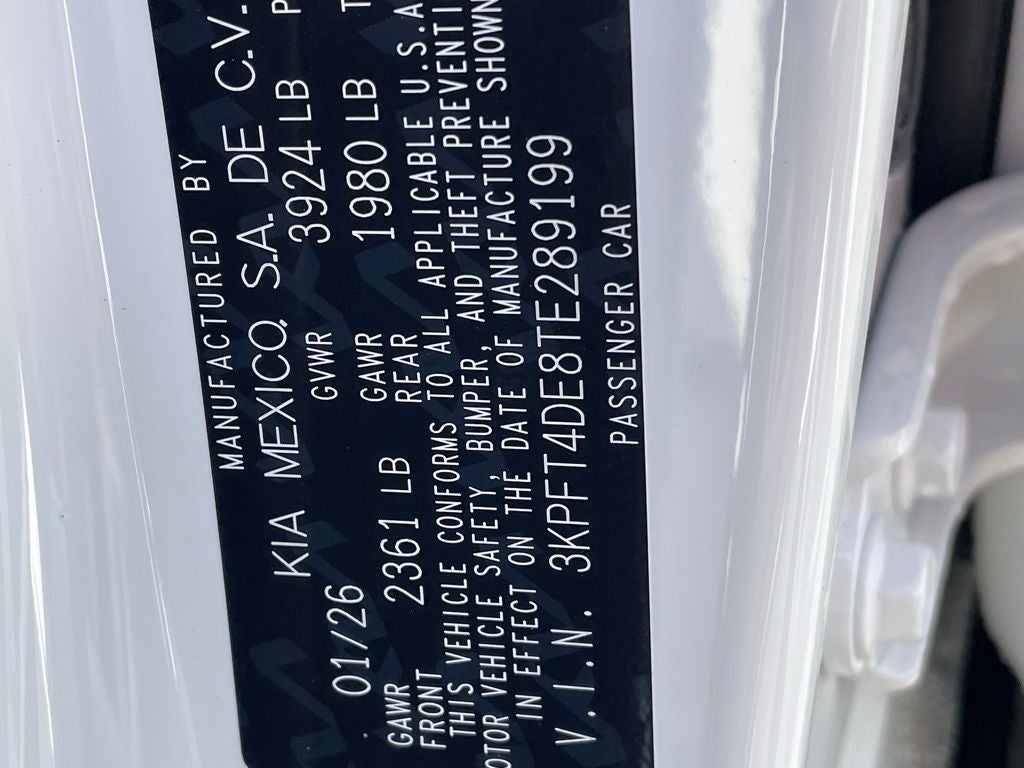 MANUFACTURED BY
KIA MEXICO, S.A. DE C.V.
01/26 GVWR 3924 LB
GAWR FRONT 2361 LB GAWR REAR 1980 LB
THIS VEHICLE CONFORMS TO ALL APPLICABLE U.S.A
OTOR VEHICLE SAFETY, BUMPER, AND THEFT PREVENTI
IN EFFECT ON THE DATE OF MANUFACTURE SHOWN
V.I.N. 3KPFT4DE8TE289199
PASSENGER CAR